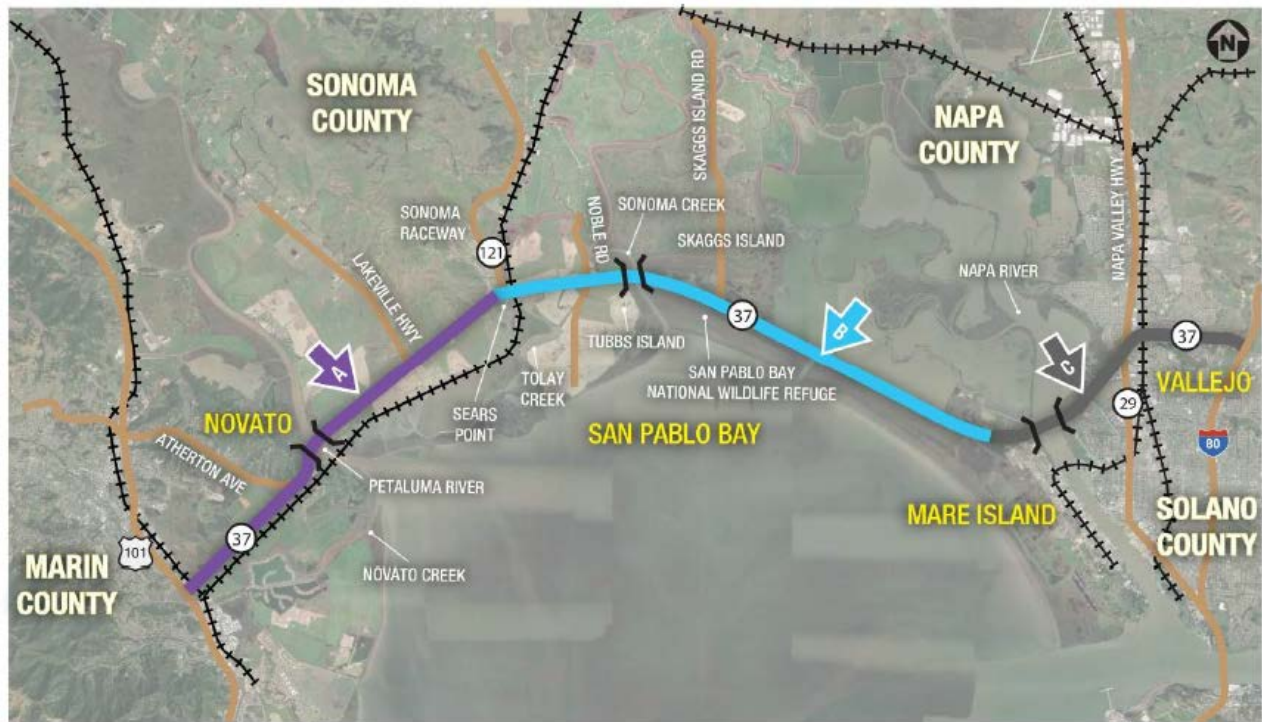 N
SONOMA
COUNTY
SKAGGS ISLAND RD
NAPA
COUNTY
NAPA VALLEY HWY
SONOMA
RACEWAY
121
NOBLE RD
SONOMA CREEK
SKAGGS ISLAND
NAPA RIVER
LAKEVILLE HWY
37
B
37
A
TUBBS ISLAND
C
SAN PABLO BAY
NATIONAL WILDLIFE REFUGE
VALLEJO
TOLAY
CREEK
SEARS
POINT
29
NOVATO
SAN PABLO BAY
80
ATHERTON AVE
PETALUMA RIVER
MARE ISLAND
SOLANO
COUNTY
37
101
MARIN
COUNTY
NOVATO CREEK